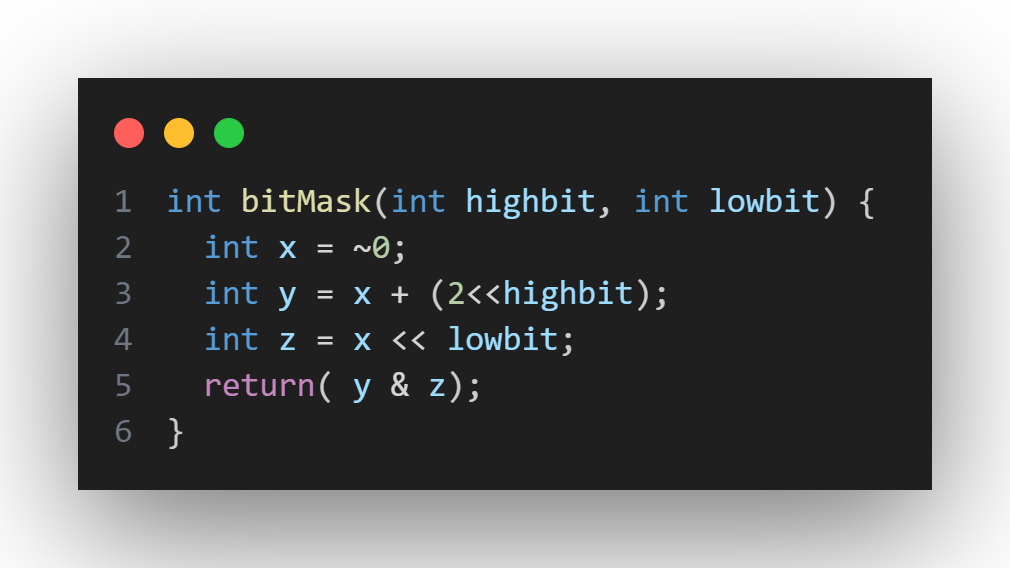 1 int bitMask(int highbit, int lowbit) {
2   int x = ~0;
3   int y = x + (2<<highbit);
4   int z = x << lowbit;
5   return( y & z);
6 }